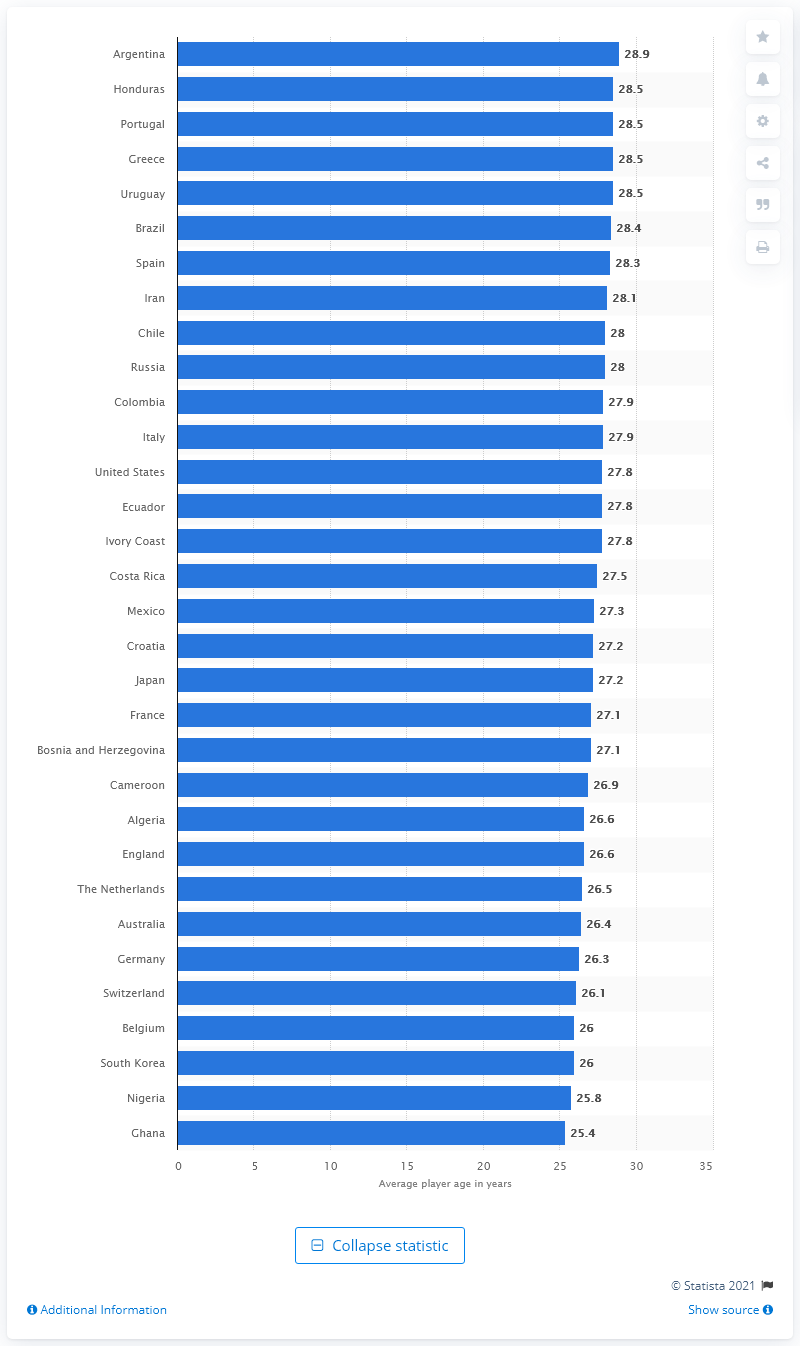 Argentina 28.9
Honduras 28.5
Portugal 28.5
Greece 28.5
Uruguay 28.5
Brazil 28.4
Spain 28.3
Iran 28.1
Chile 28
Russia 28
Colombia 27.9
Italy 27.9
United States 27.8
Ecuador 27.8
Ivory Coast 27.8
Costa Rica 27.5
Mexico 27.3
Croatia 27.2
Japan 27.2
France 27.1
Bosnia and Herzegovina 27.1
Cameroon 26.9
Algeria 26.6
England 26.6
The Netherlands 26.5
Australia 26.4
Germany 26.3
Switzerland 26.1
Belgium 26
South Korea 26
Nigeria 25.8
Ghana 25.4
0 5 10 15 20 25 30 35
Average player age in years
Collapse statistic
© Statista 2021
Additional Information Show source